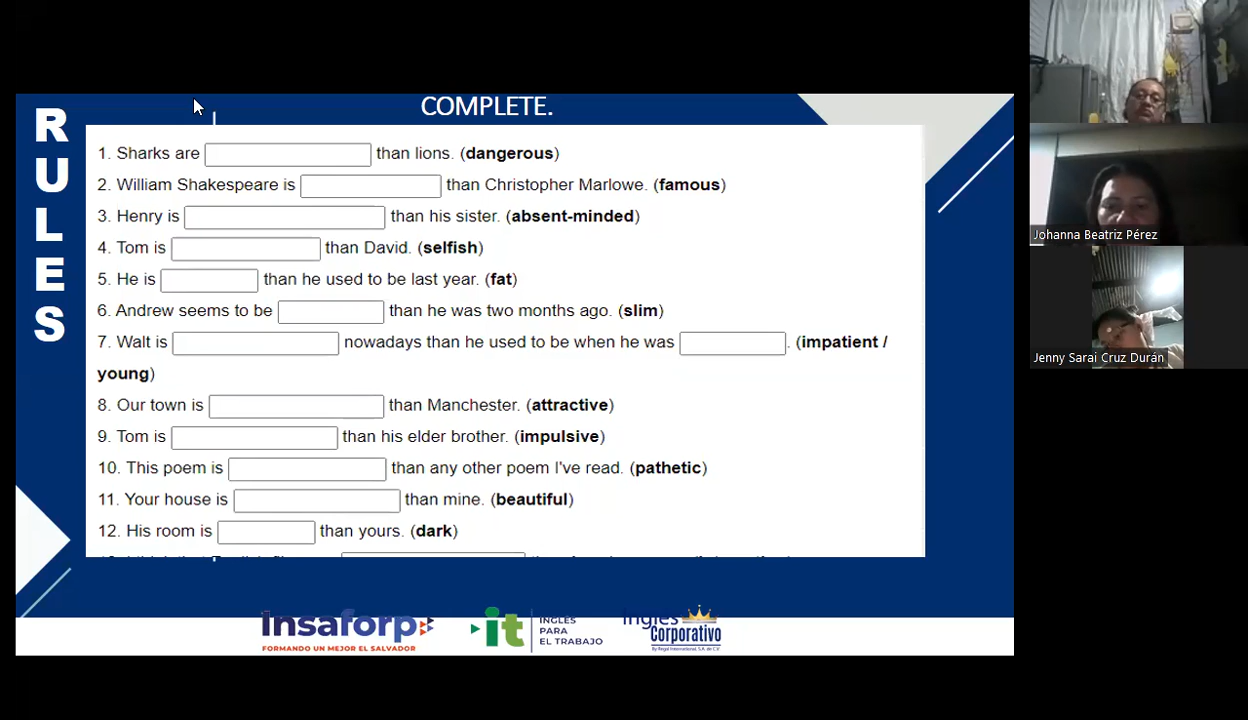 COMPLETE.
RULES
1. Sharks are than lions. (dangerous)
2. William Shakespeare is than Christopher Marlowe. (famous)
3. Henry is than his sister. (absent-minded)
4. Tom is than David. (selfish)
5. He is than he used to be last year. (fat)
6. Andrew seems to be than he was two months ago. (slim)
7. Walt is nowadays than he used to be when he was . (impatient /
young)
8. Our town is than Manchester. (attractive)
9. Tom is than his elder brother. (impulsive)
10. This poem is than any other poem I've read. (pathetic)
11. Your house is than mine. (beautiful)
12. His room is than yours. (dark)
insaforp
FORMANDO UN MEJOR EL SALVADOR
it
INGLÉS
PARA
EL TRABAJO
Inglés
Corporativo
By Regal International, S.A. de C.V
Johanna Beatriz Pérez
Jenny Sarai Cruz Durán